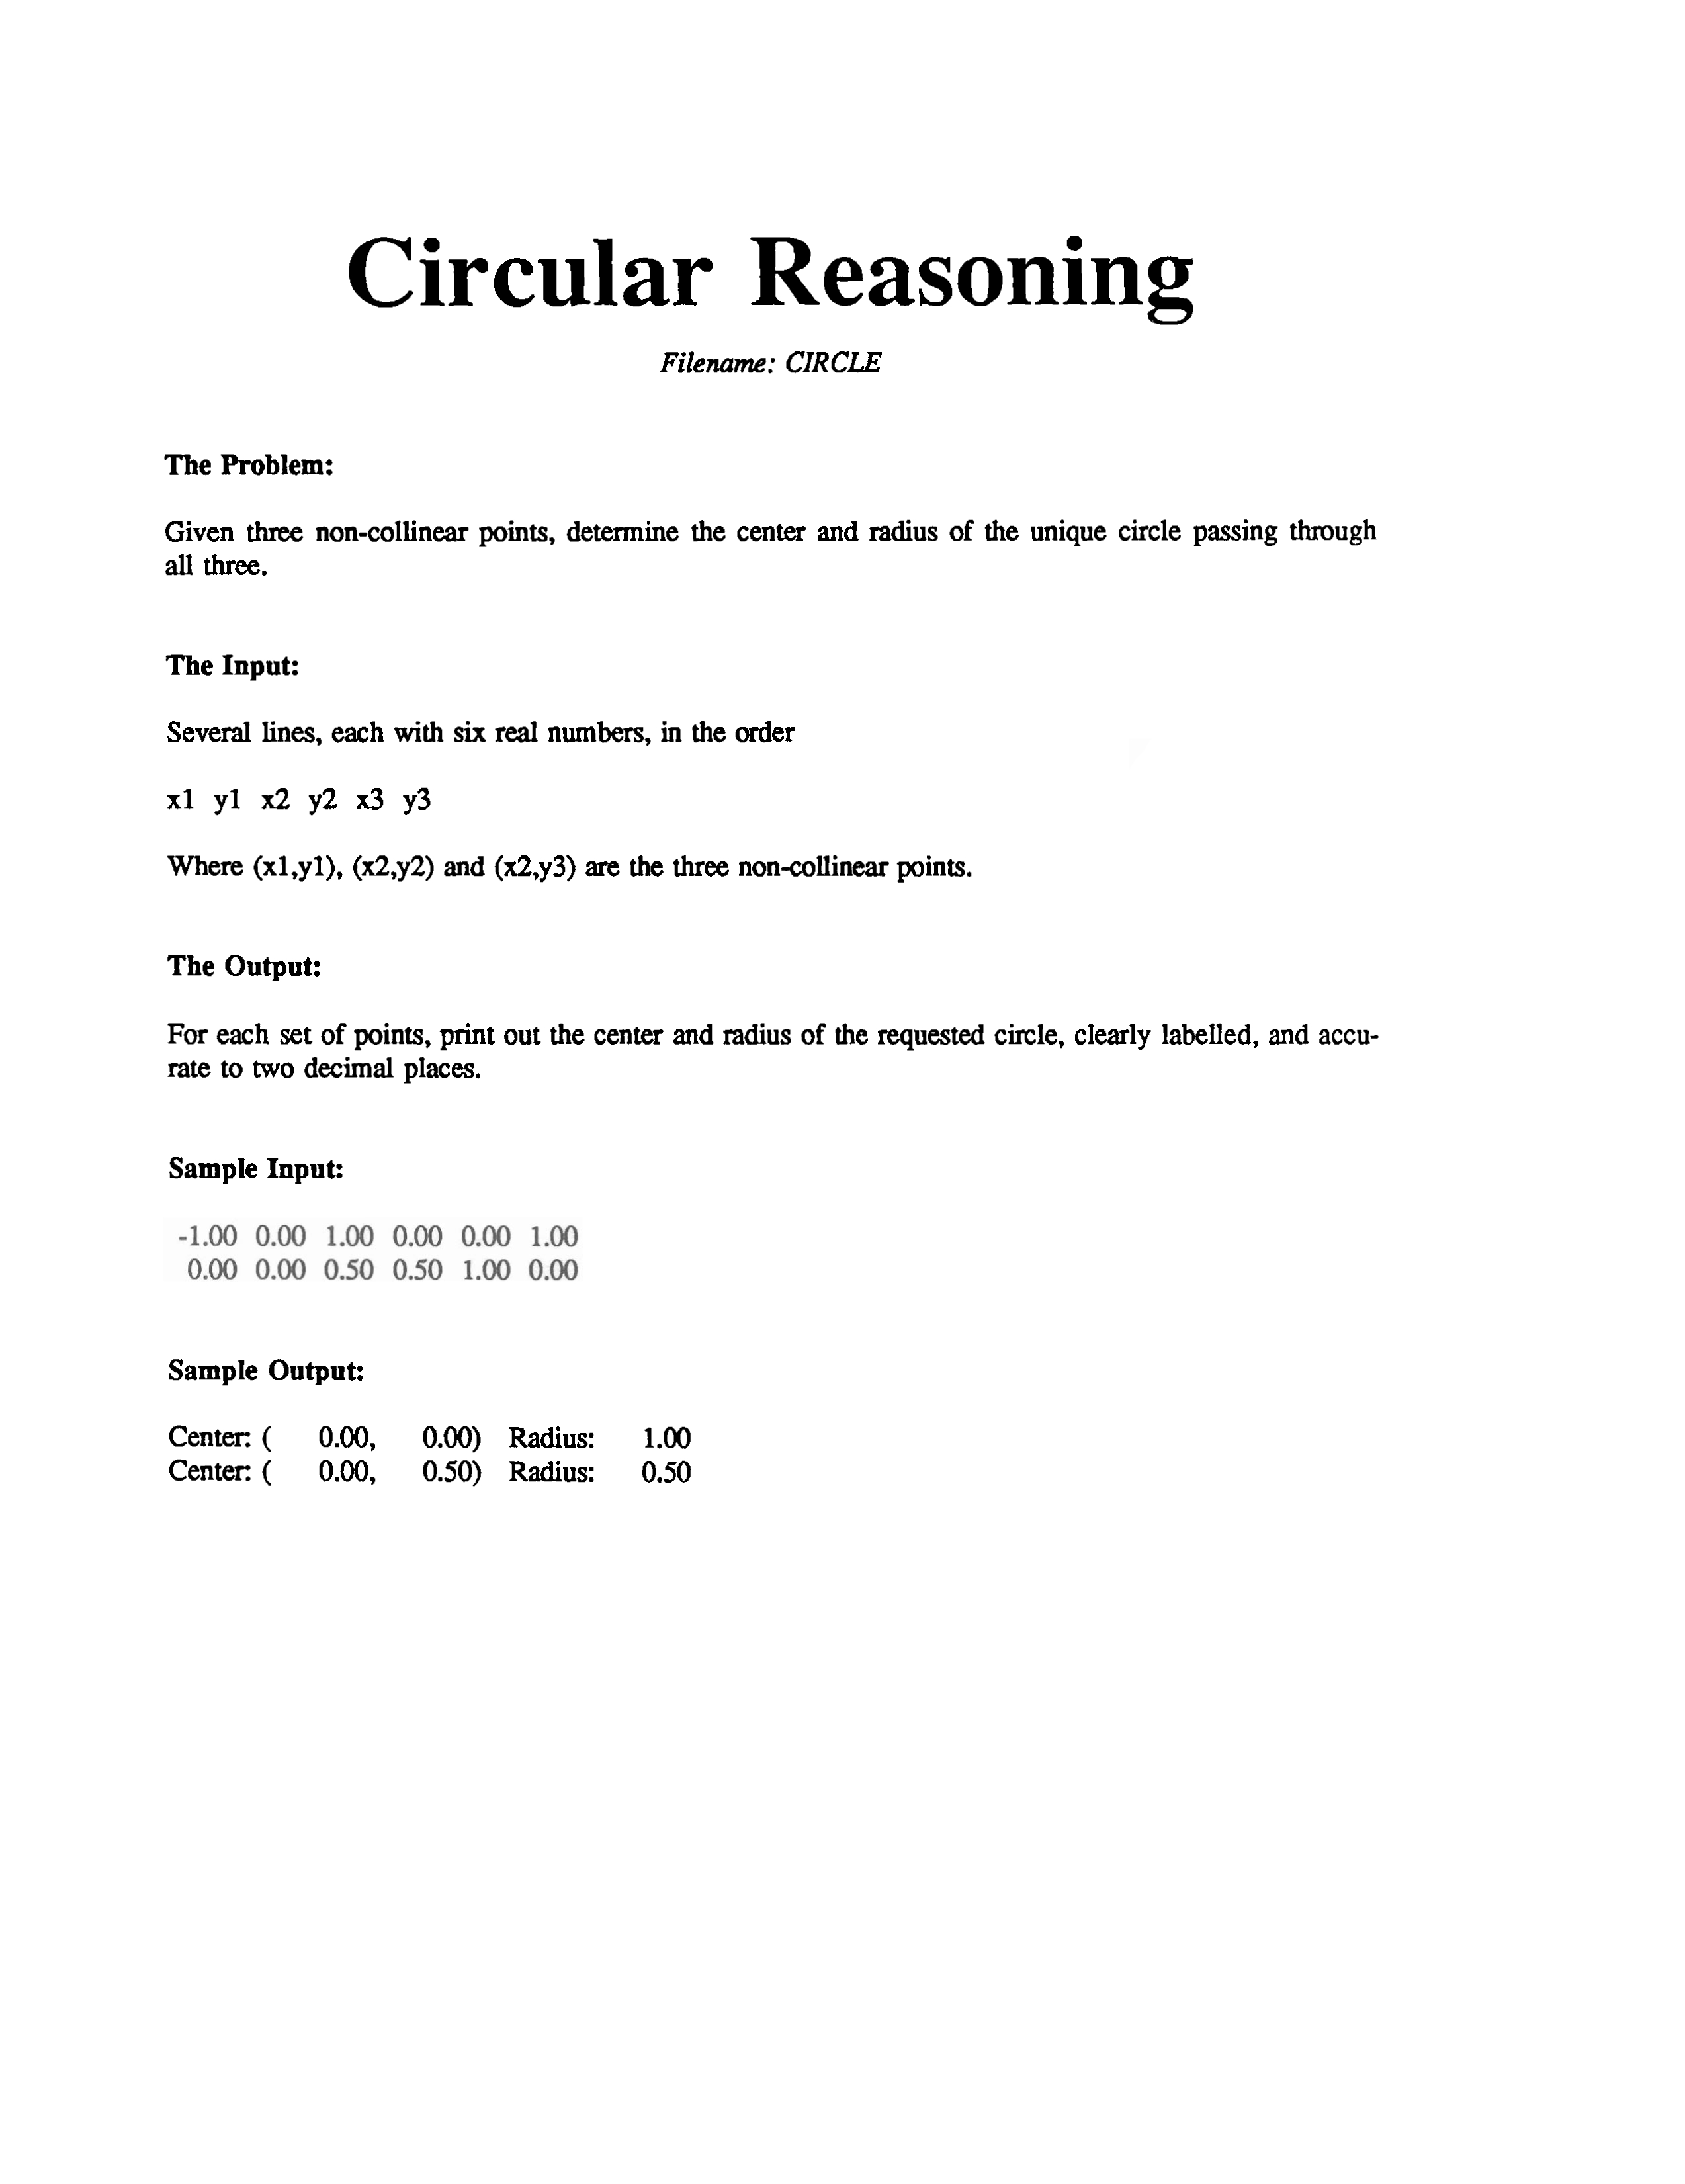 Circular Reasoning
Filename: CIRCLE
The Problem:
Given three non-collinear points, determine the center and radius of the unique circle passing through
all three.
The Input:
Several lines, each with six real numbers, in the order
x1 y1 x2 y2 x3 y3
Where (x1,y1), (x2,y2) and (x2,y3) are the three non-collinear points.
The Output:
For each set of points, print out the center and radius of the requested circle, clearly labelled, and accu-
rate to two decimal places.
Sample Input:
-1.00 0.00 1.00 0.00 0.00 1.00
0.00 0.00 0.50 0.50 1.00 0.00
Sample Output:
Center: ( 0.00, 0.00) Radius: 1.00
Center: ( 0.00, 0.50) Radius: 0.50